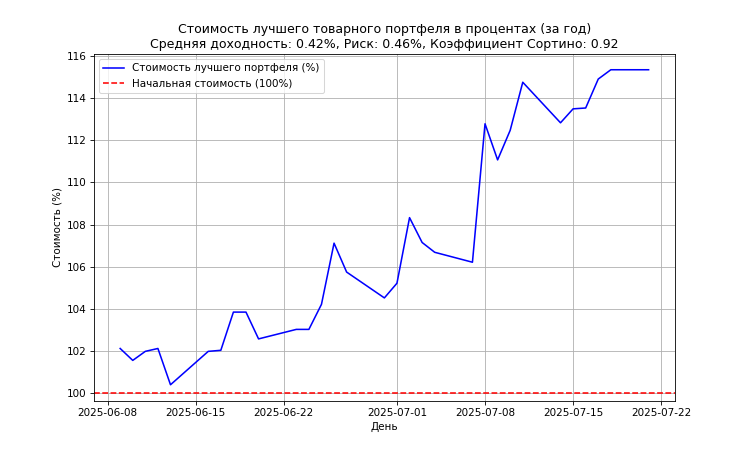 Стоимость лучшего товарного портфеля в процентах (за год)
Средняя доходность: 0.42%, Риск: 0.46%, Коэффициент Сортино: 0.92
Стоимость лучшего портфеля (%)
Начальная стоимость (100%)
Стоимость (%)
116
114
112
110
108
106
104
102
100
2025-06-08
2025-06-15
2025-06-22
2025-07-01
2025-07-08
2025-07-15
2025-07-22
День